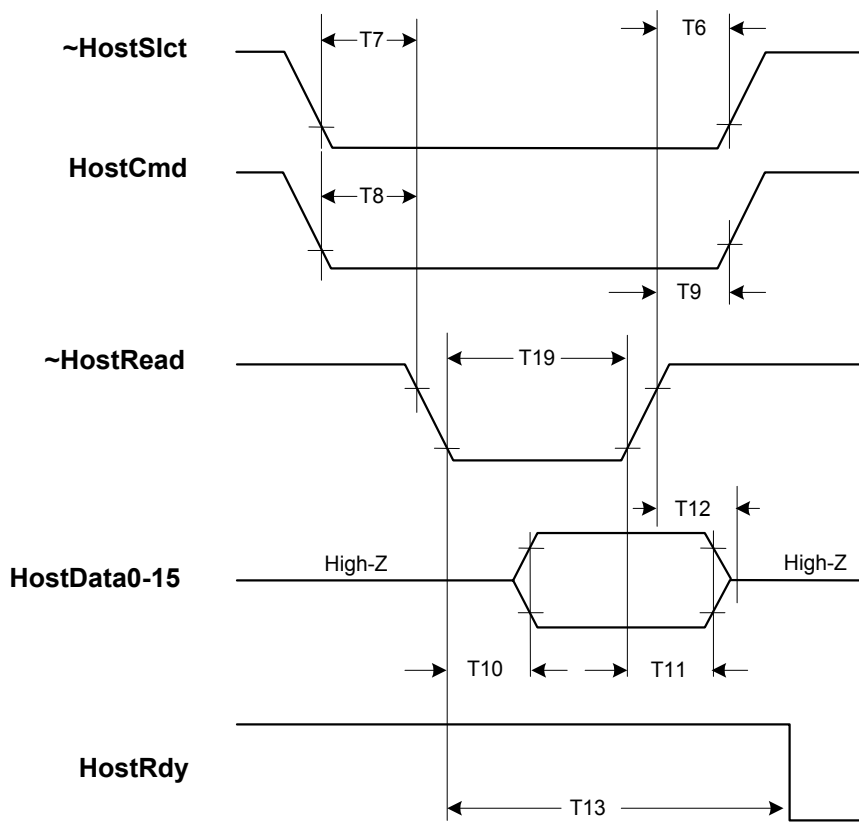 T7
T6
~HostSlct
HostCmd
T8
T9
~HostRead
T19
T12
High-Z
High-Z
HostData0-15
T10
T11
HostRdy
T13